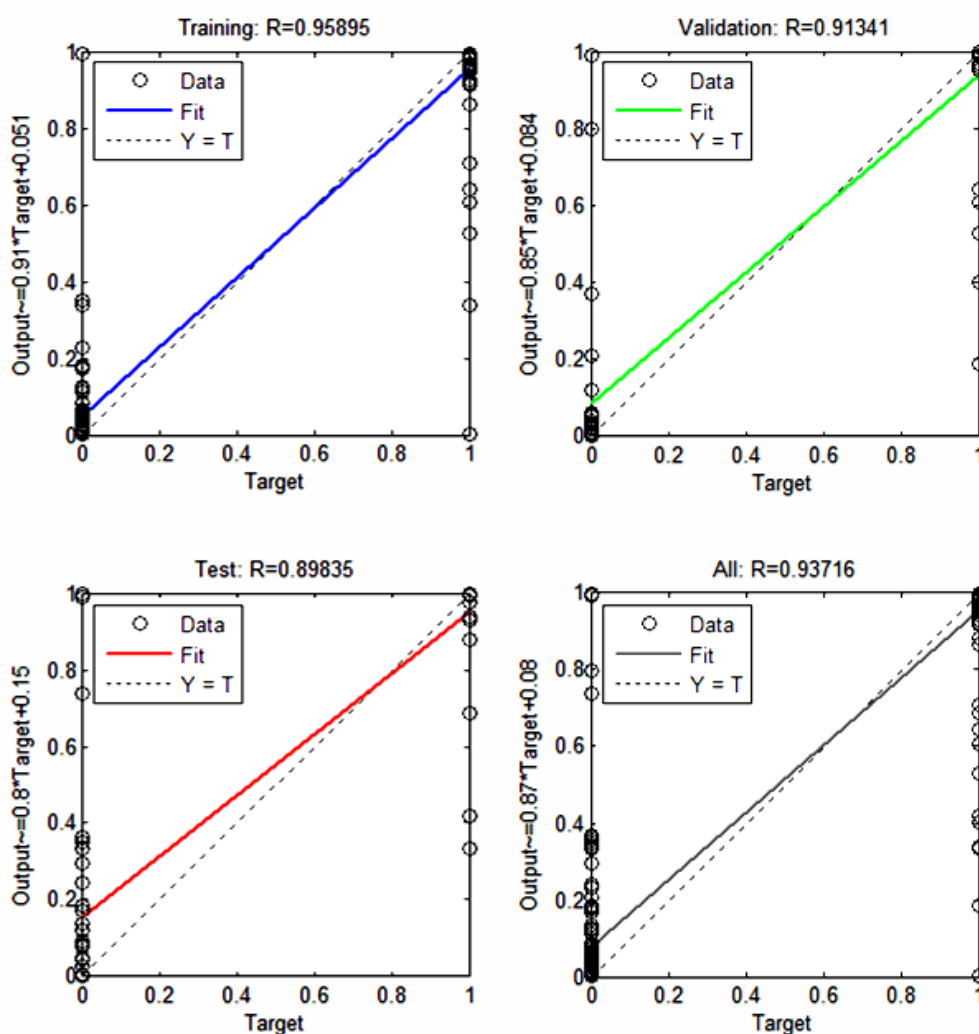 Training: R=0.95895
Output~=0.91*Target+0.051
1
0.8
0.6
0.4
0.2
0
Data
Fit
Y = T
0 0.2 0.4 0.6 0.8 1
Target
Validation: R=0.91341
Output~=0.85*Target+0.084
1
0.8
0.6
0.4
0.2
0
Data
Fit
Y = T
0 0.2 0.4 0.6 0.8 1
Target
Test: R=0.89835
Output~=0.8*Target+0.15
1
0.8
0.6
0.4
0.2
0
Data
Fit
Y = T
0 0.2 0.4 0.6 0.8 1
Target
All: R=0.93716
Output~=0.87*Target+0.08
1
0.8
0.6
0.4
0.2
0
Data
Fit
Y = T
0 0.2 0.4 0.6 0.8 1
Target